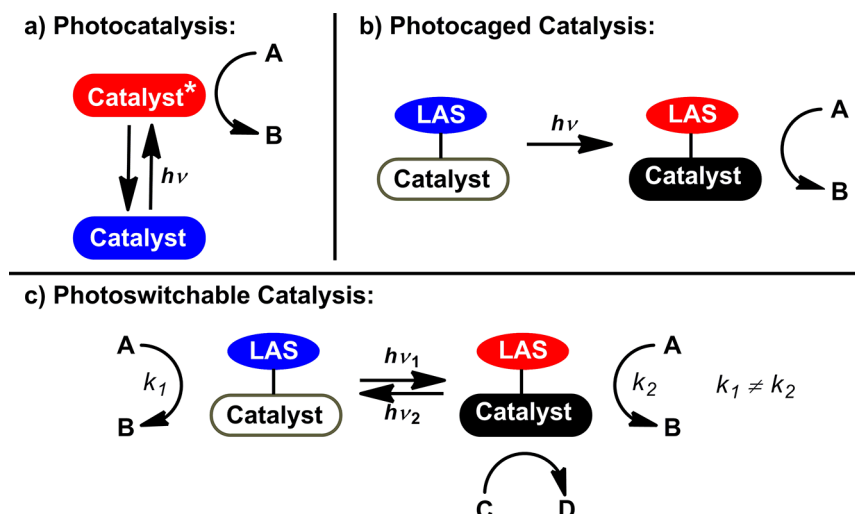 a) Photocatalysis:
Catalyst*
A
B
hν
Catalyst
b) Photocaged Catalysis:
LAS
Catalyst
hν
LAS
Catalyst
A
B
c) Photoswitchable Catalysis:
A
k1
B
LAS
Catalyst
hν1
hν2
LAS
Catalyst
A
k2
B
k1 ≠ k2
C
D